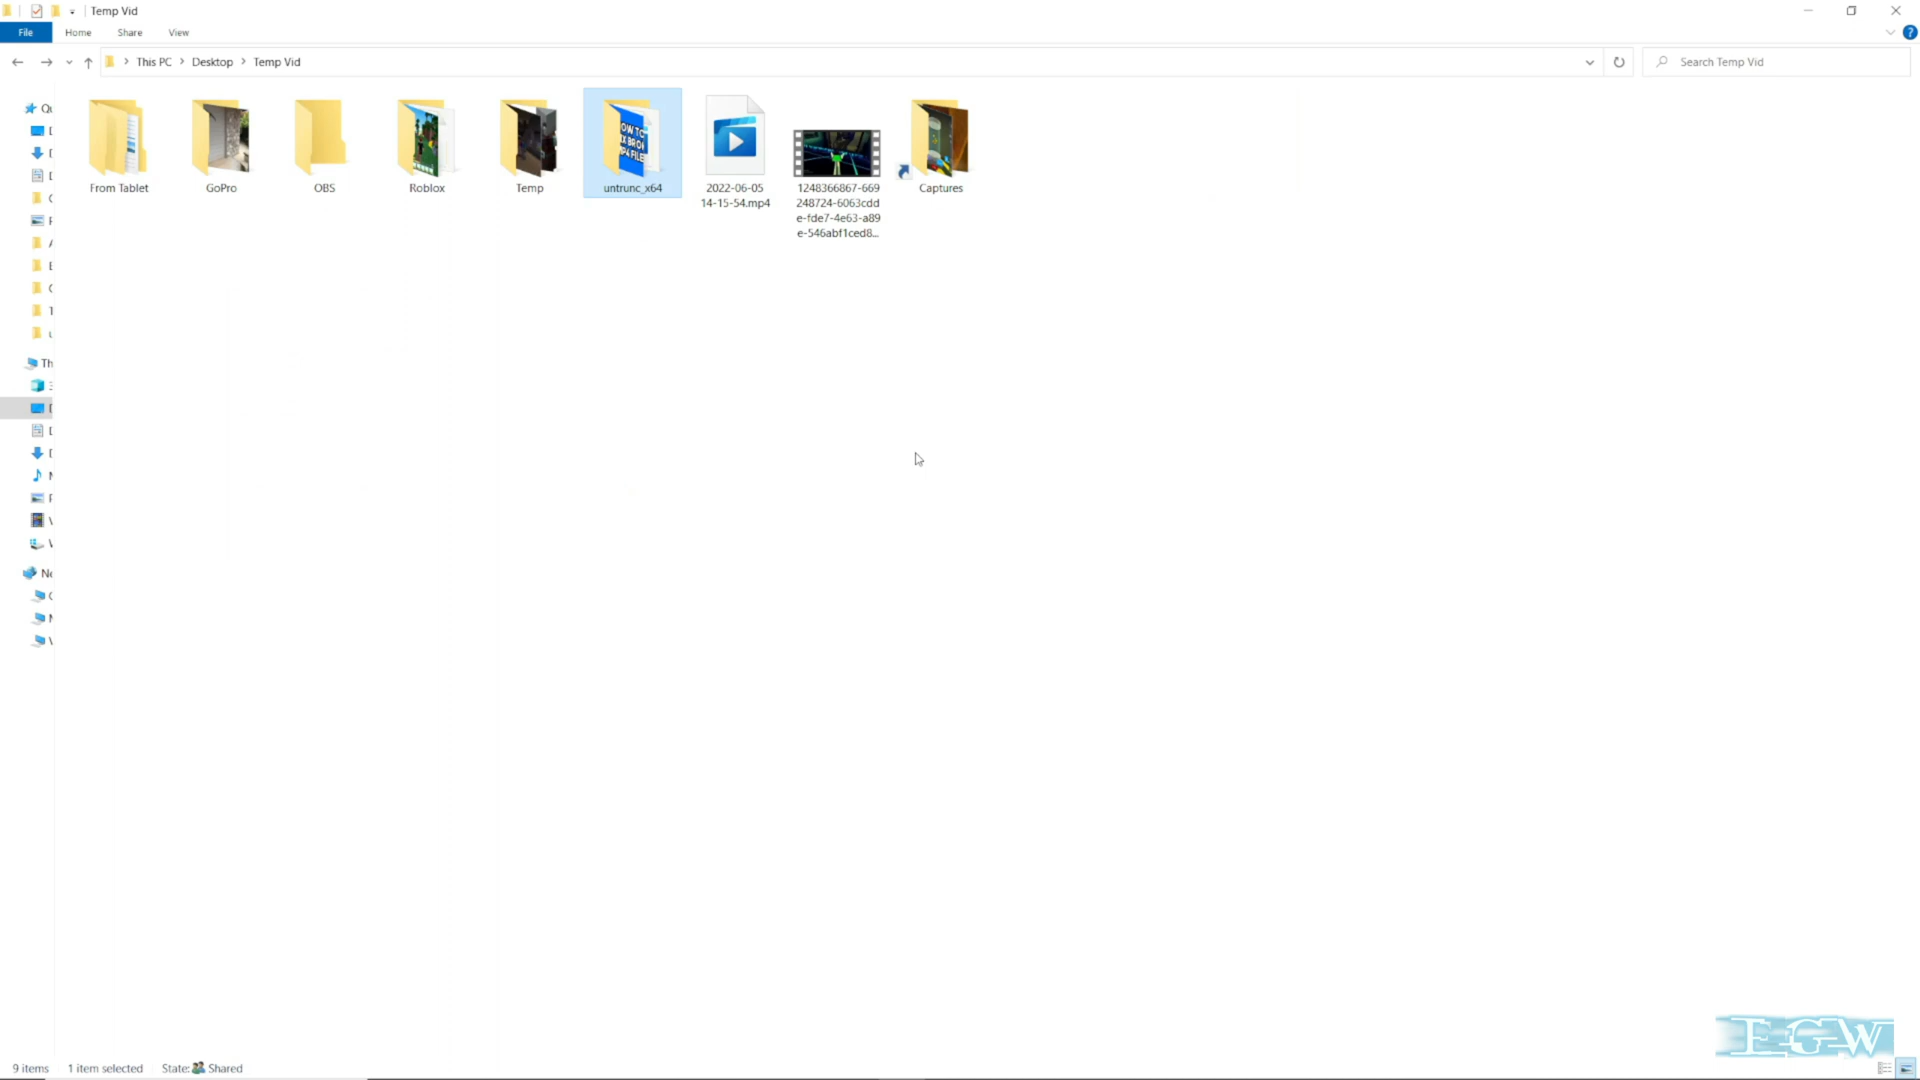 Temp Vid
File Home Share View
This PC Desktop Temp Vid
Search Temp Vid
From Tablet
GoPro
OBS
Roblox
Temp
untrunc_x64
2022-06-05
14-15-54.mp4
1248366867-669
248724-6063cdd
e-fde7-4e63-a89
e-546abf1ced8...
Captures
9 items 1 item selected State: Shared
EGW